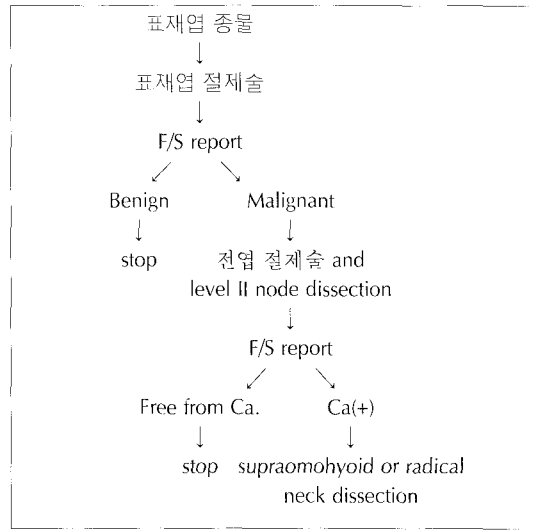 표재엽 종물
↓
표재엽 절제술
↓
F/S report
↙ ↘
Benign Malignant
↓ ↓
stop 전엽 절제술 and
level II node dissection
↓
F/S report
↙ ↘
Free from Ca. Ca(+)
↓ ↓
stop supraomohyoid or radical
neck dissection